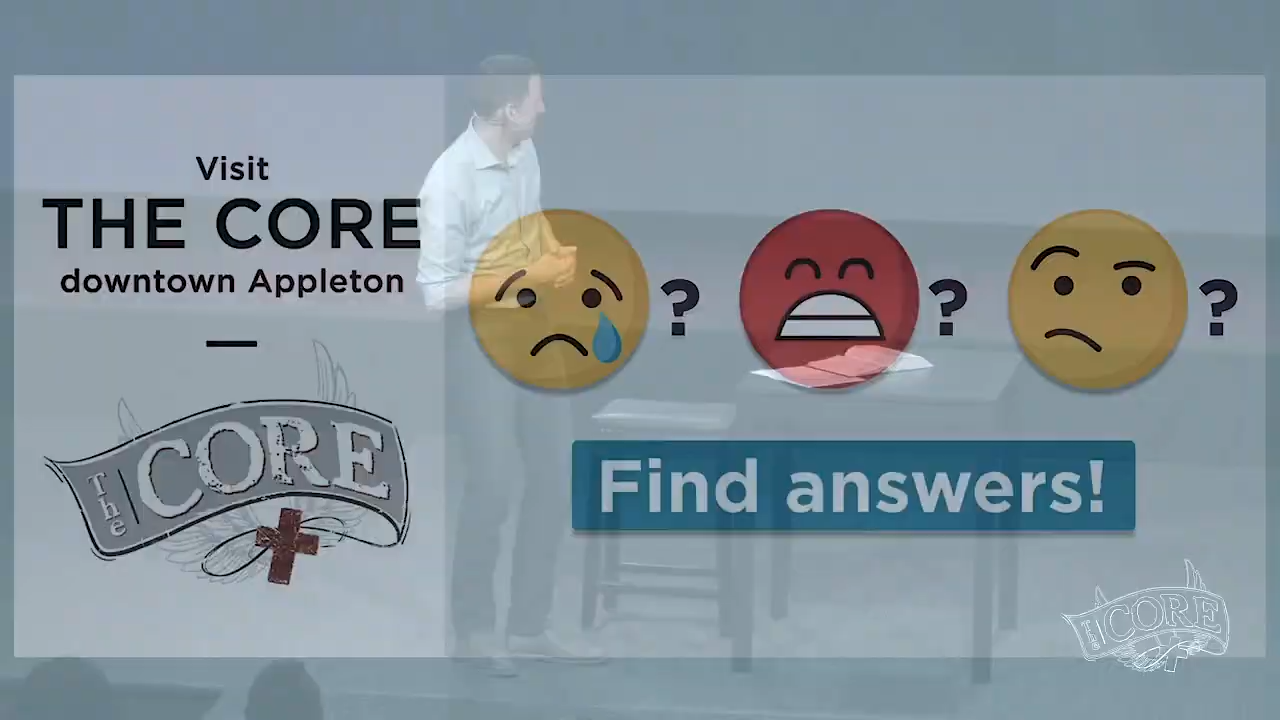 Visit
THE CORE
downtown Appleton
The CORE
? ? ?
Find answers!
The CORE